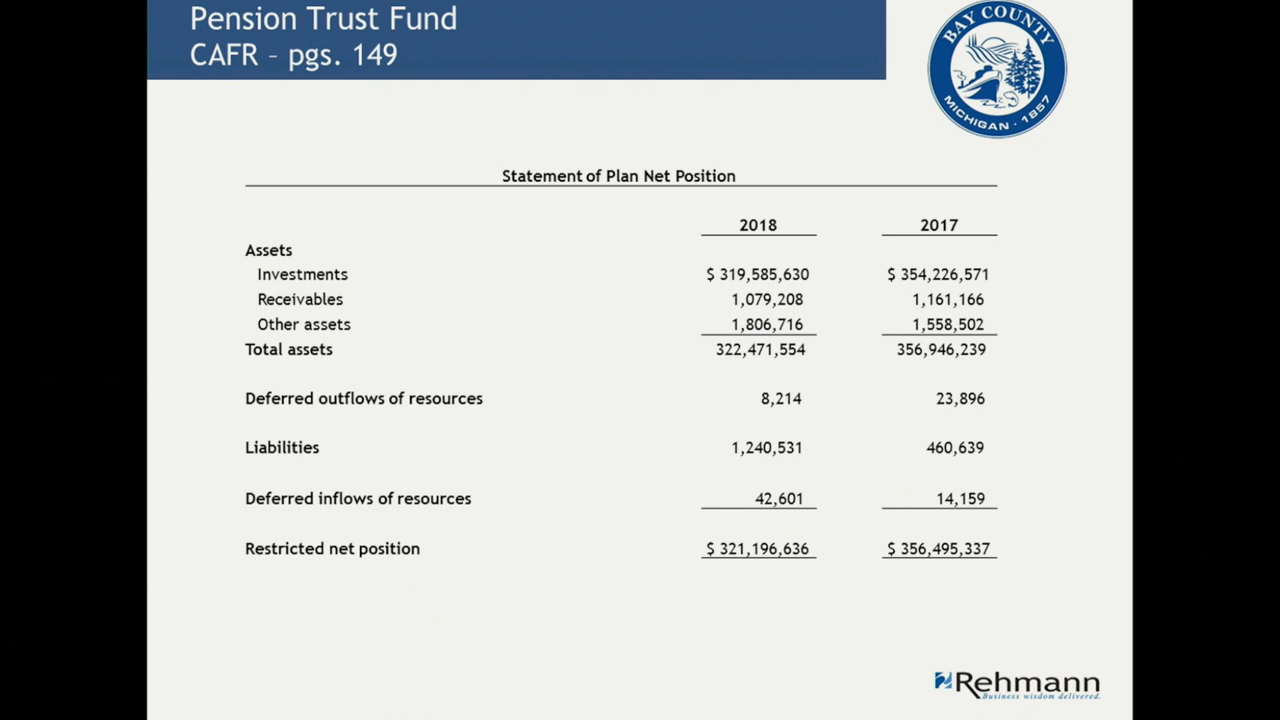 Pension Trust Fund
CAFR – pgs. 149
BAY COUNTY
MICHIGAN · 1857
Statement of Plan Net Position
2018 2017
Assets
Investments $ 319,585,630 $ 354,226,571
Receivables 1,079,208 1,161,166
Other assets 1,806,716 1,558,502
Total assets 322,471,554 356,946,239
Deferred outflows of resources 8,214 23,896
Liabilities 1,240,531 460,639
Deferred inflows of resources 42,601 14,159
Restricted net position $ 321,196,636 $ 356,495,337
Rehmann
Business wisdom delivered.